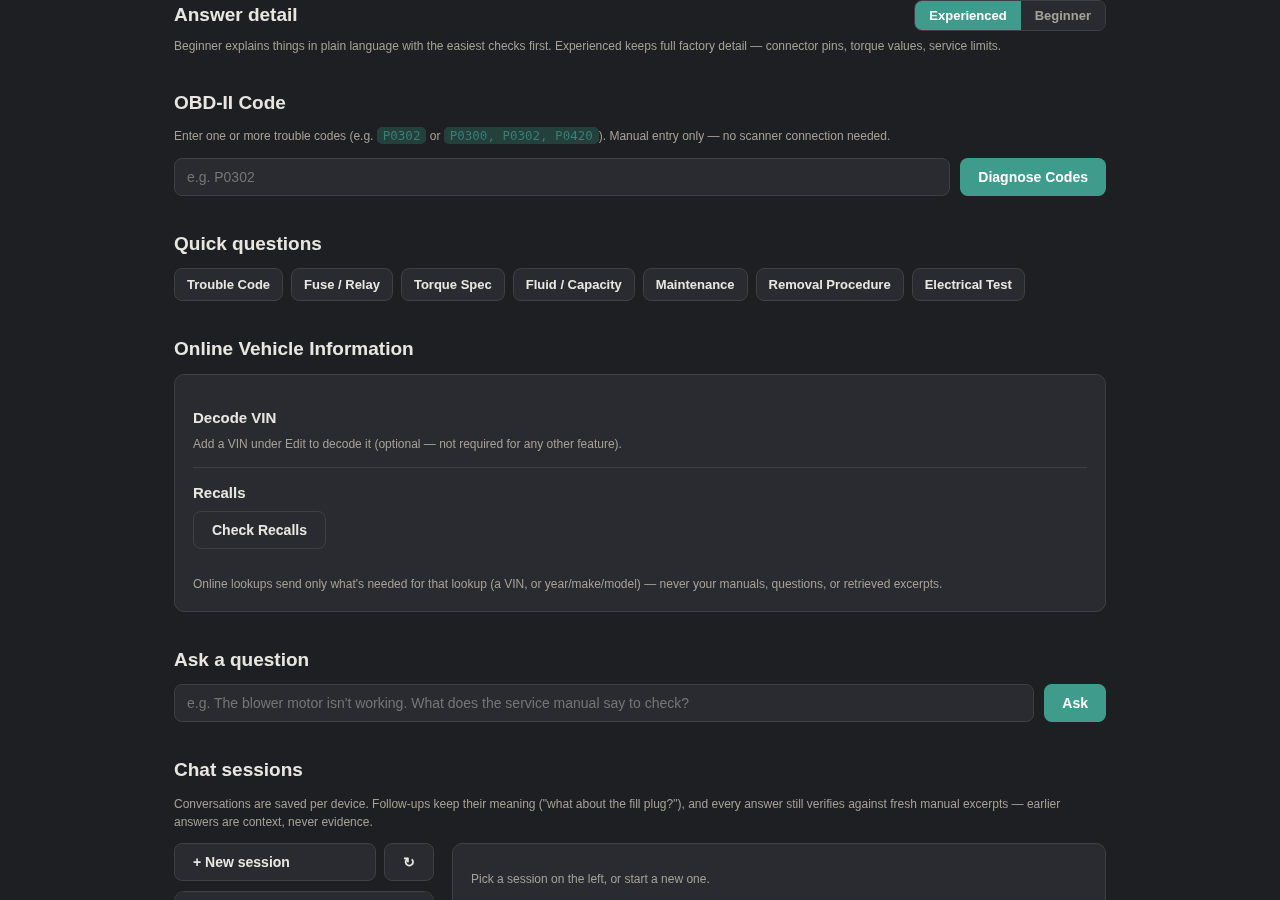 Answer detail
Experienced
Beginner
Beginner explains things in plain language with the easiest checks first. Experienced keeps full factory detail — connector pins, torque values, service limits.
OBD-II Code
Enter one or more trouble codes (e.g. P0302 or P0300, P0302, P0420). Manual entry only — no scanner connection needed.
e.g. P0302
Diagnose Codes
Quick questions
Trouble Code
Fuse / Relay
Torque Spec
Fluid / Capacity
Maintenance
Removal Procedure
Electrical Test
Online Vehicle Information
Decode VIN
Add a VIN under Edit to decode it (optional — not required for any other feature).
Recalls
Check Recalls
Online lookups send only what's needed for that lookup (a VIN, or year/make/model) — never your manuals, questions, or retrieved excerpts.
Ask a question
e.g. The blower motor isn't working. What does the service manual say to check?
Ask
Chat sessions
Conversations are saved per device. Follow-ups keep their meaning ("what about the fill plug?"), and every answer still verifies against fresh manual excerpts — earlier
answers are context, never evidence.
+ New session
↻
Pick a session on the left, or start a new one.